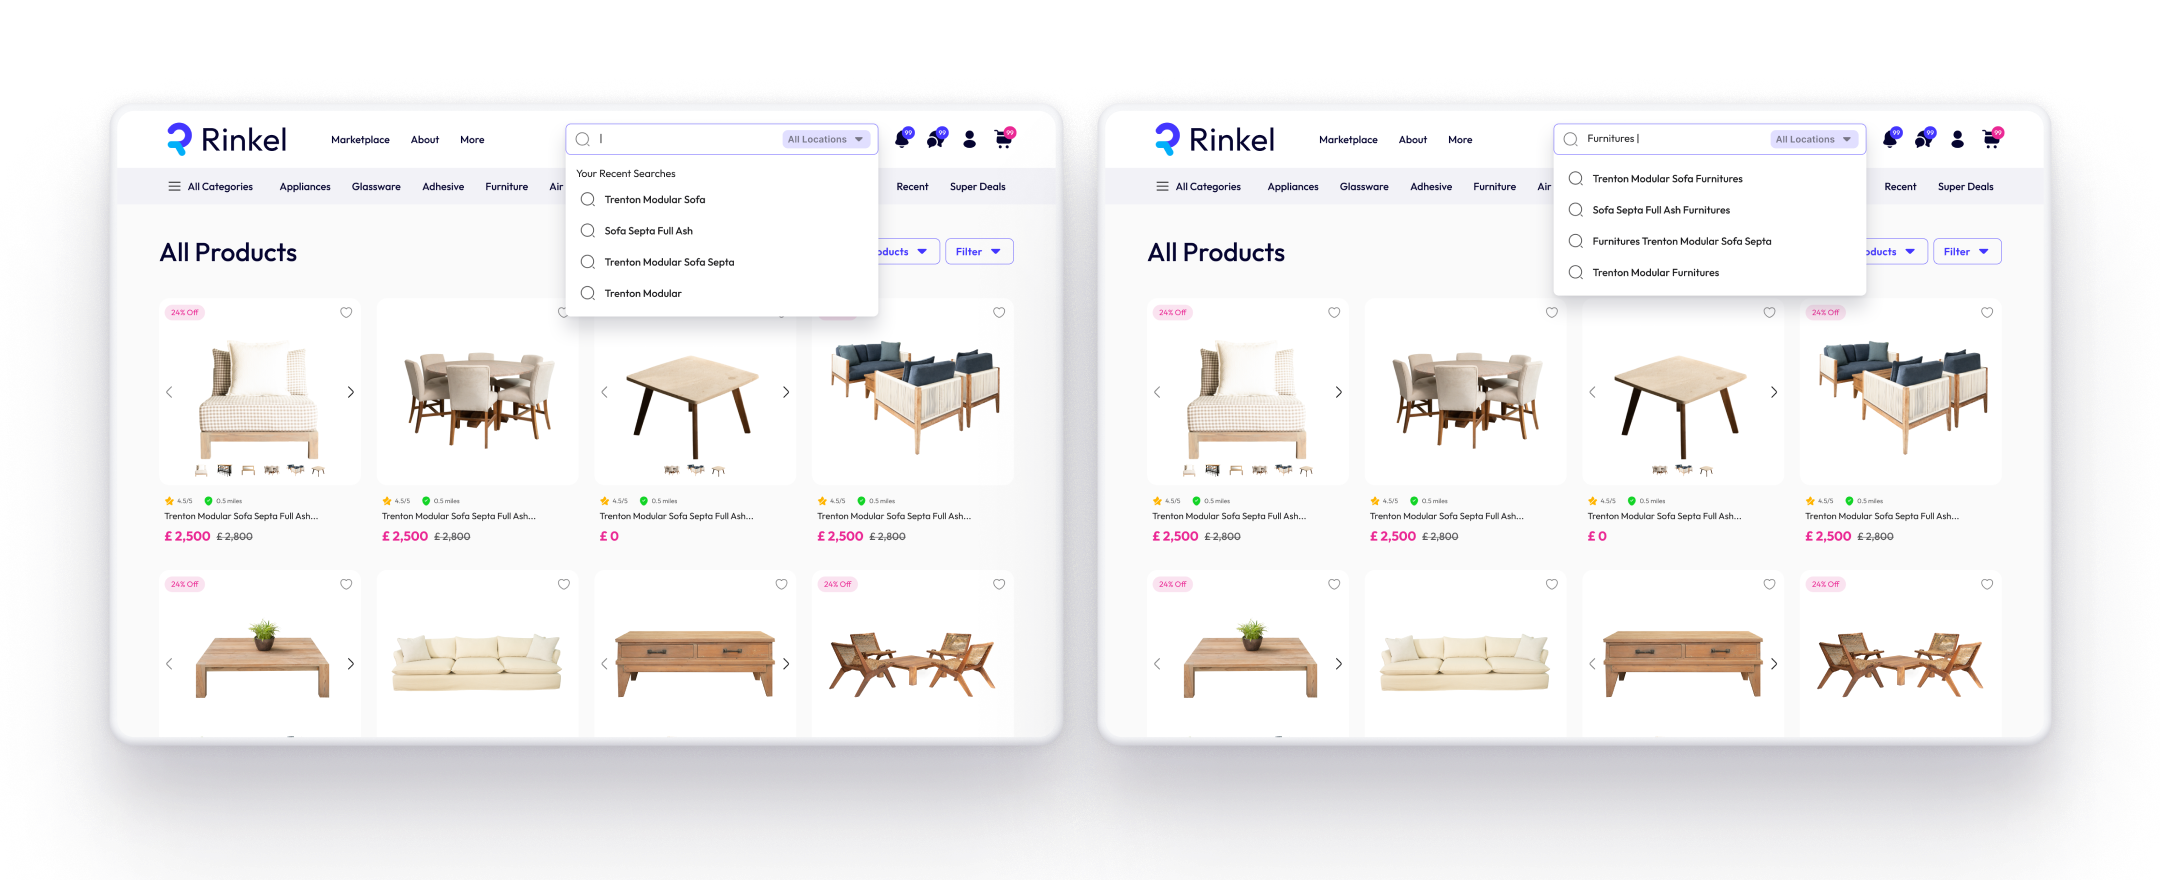 Rinkel
Marketplace About More
All Locations
99 99 99
All Categories Appliances Glassware Adhesive Furniture Air
Recent Super Deals
Your Recent Searches
Trenton Modular Sofa
Sofa Septa Full Ash
Trenton Modular Sofa Septa
Trenton Modular
All Products
oducts Filter
24% Off
4.5/5 0.5 miles 4.5/5 0.5 miles 4.5/5 0.5 miles 4.5/5 0.5 miles
Trenton Modular Sofa Septa Full Ash... Trenton Modular Sofa Septa Full Ash... Trenton Modular Sofa Septa Full Ash... Trenton Modular Sofa Septa Full Ash...
£ 2,500 £ 2,800 £ 2,500 £ 2,800 £ 0 £ 2,500 £ 2,800
24% Off 24% Off
Rinkel
Marketplace About More
Furnitures
All Locations
99 99 99
All Categories Appliances Glassware Adhesive Furniture Air
Recent Super Deals
Trenton Modular Sofa Furnitures
Sofa Septa Full Ash Furnitures
Furnitures Trenton Modular Sofa Septa
Trenton Modular Furnitures
All Products
oducts Filter
24% Off 24% Off
4.5/5 0.5 miles 4.5/5 0.5 miles 4.5/5 0.5 miles 4.5/5 0.5 miles
Trenton Modular Sofa Septa Full Ash... Trenton Modular Sofa Septa Full Ash... Trenton Modular Sofa Septa Full Ash... Trenton Modular Sofa Septa Full Ash...
£ 2,500 £ 2,800 £ 2,500 £ 2,800 £ 0 £ 2,500 £ 2,800
24% Off 24% Off